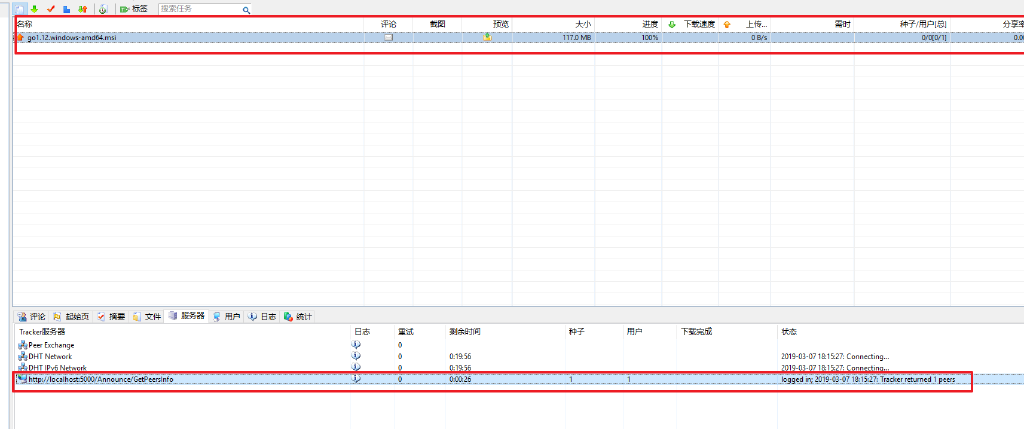 标签 搜索任务
名称 评论 截图 预览 大小 进度 下载速度 上传... 需时 种子/用户[总] 分享率
go1.12.windows-amd64.msi 117.0 MB 100% 0 B/s 0/0[0/1] 0.00
评论 起始页 摘要 文件 服务器 用户 日志 统计
Tracker服务器 日志 重试 剩余时间 种子 用户 下载完成 状态
Peer Exchange 0
DHT Network 0 0:19:56 2019-03-07 18:15:27: Connecting...
DHT IPv6 Network 0 0:19:56 2019-03-07 18:15:27: Connecting...
http://localhost:5000/Announce/GetPeersInfo 0 0:00:26 1 1 logged in; 2019-03-07 18:15:27: Tracker returned 1 peers